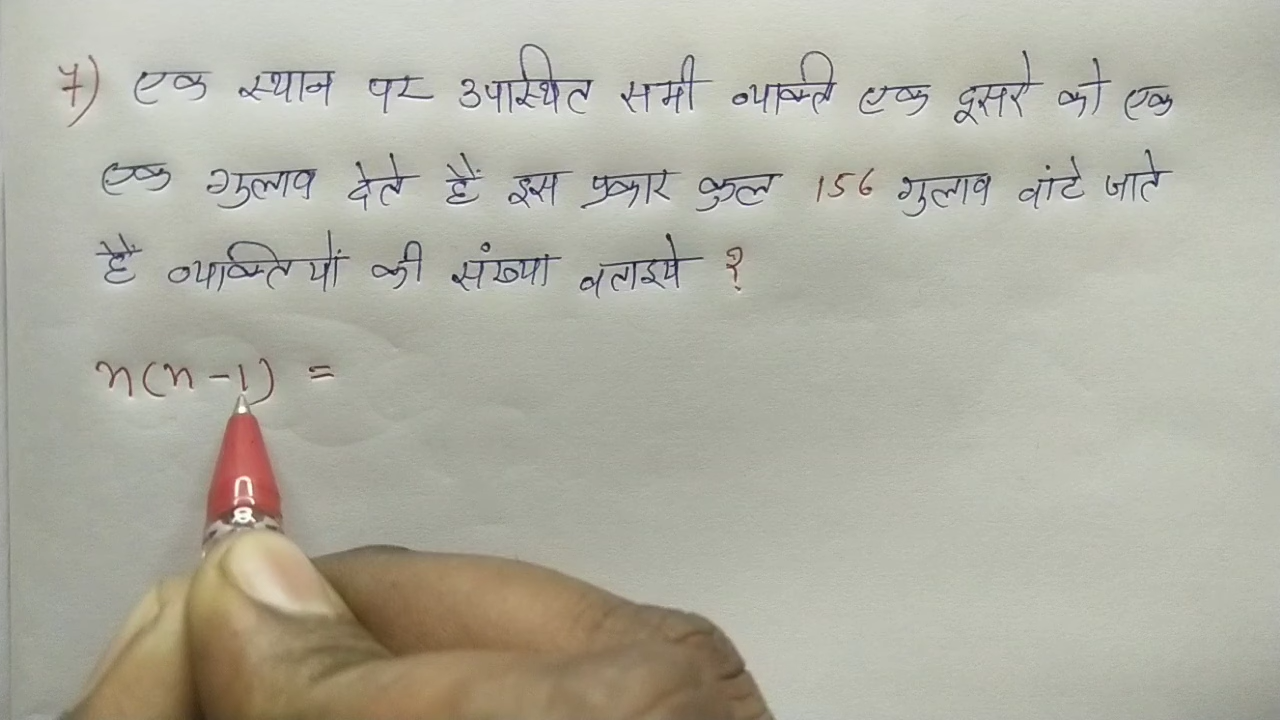 7) एक स्थान पर उपस्थित सभी व्यक्ति एक दूसरे को एक
एक गुलाब देते हैं इस प्रकार कुल 156 गुलाब बांटे जाते
हैं व्यक्तियों की संख्या बताइये ?
n(n-1) =